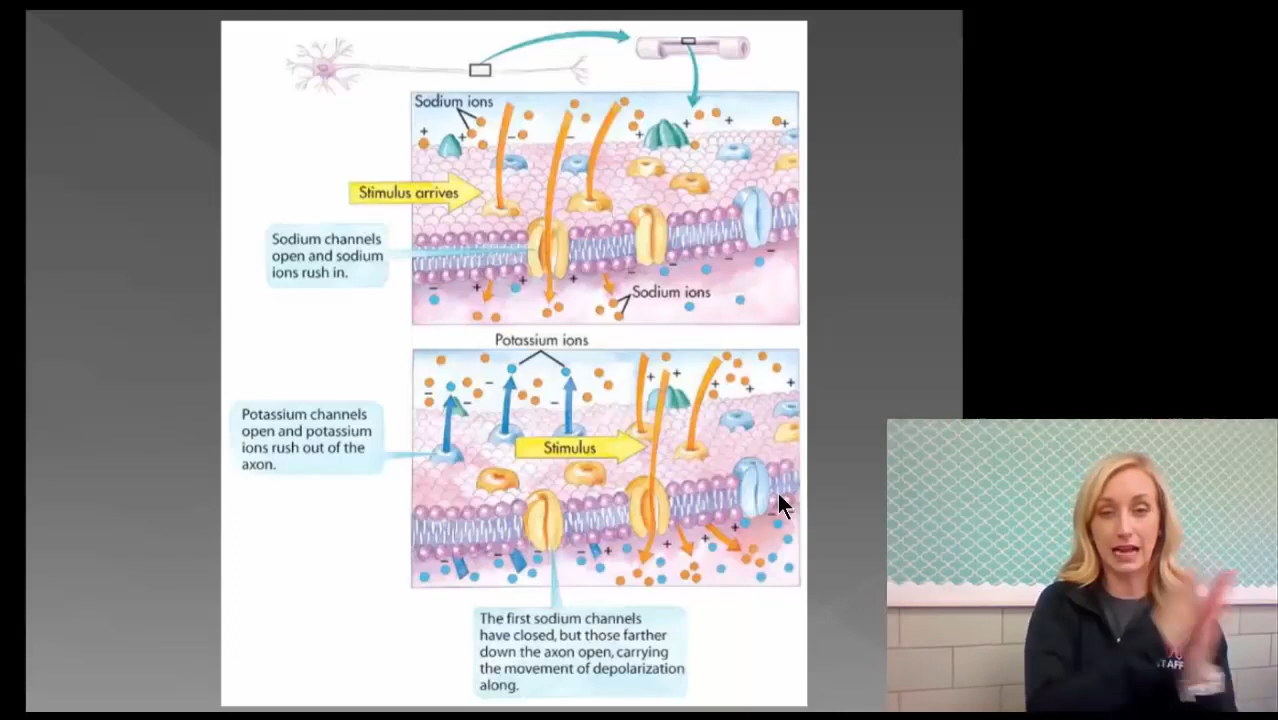 Sodium ions
Stimulus arrives
Sodium channels
open and sodium
ions rush in.
Sodium ions
Potassium ions
Potassium channels
open and potassium
ions rush out of the
axon.
Stimulus
The first sodium channels
have closed, but those farther
down the axon open, carrying
the movement of depolarization
along.
STAFF